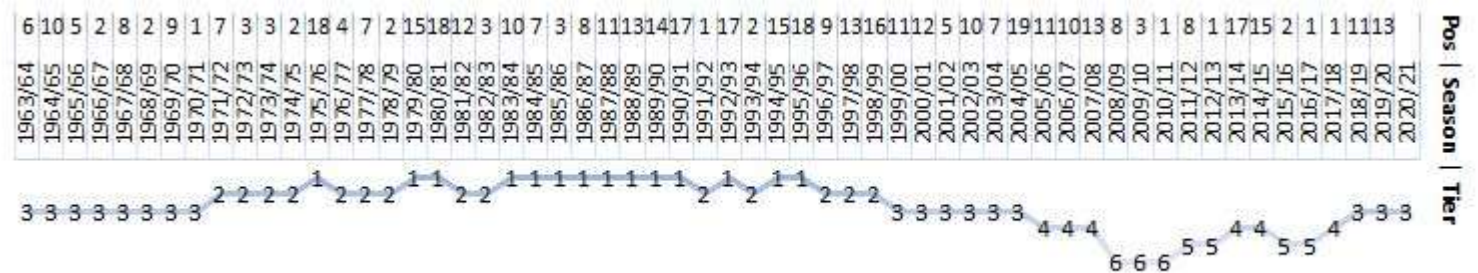 6 10 5 2 8 2 9 1 7 3 3 2 18 4 7 2 15 18 12 3 10 7 3 8 11 13 14 17 1 17 2 15 18 9 13 16 11 12 5 10 7 19 11 10 13 8 3 1 8 1 17 15 2 1 1 11 13
1963/64 1964/65 1965/66 1966/67 1967/68 1968/69 1969/70 1970/71 1971/72 1972/73 1973/74 1974/75 1975/76 1976/77 1977/78 1978/79 1979/80 1980/81 1981/82 1982/83 1983/84 1984/85 1985/86 1986/87 1987/88 1988/89 1989/90 1990/91 1991/92 1992/93 1993/94 1994/95 1995/96 1996/97 1997/98 1998/99 1999/00 2000/01 2001/02 2002/03 2003/04 2004/05 2005/06 2006/07 2007/08 2008/09 2009/10 2010/11 2011/12 2012/13 2013/14 2014/15 2015/16 2016/17 2017/18 2018/19 2019/20 2020/21
3 3 3 3 3 3 3 3 2 2 2 2 1 2 2 2 1 1 2 2 1 1 1 1 1 1 1 1 2 1 2 1 1 2 2 2 3 3 3 3 3 3 4 4 4 6 6 6 5 5 4 4 5 5 4 3 3 3
Pos | Season | Tier